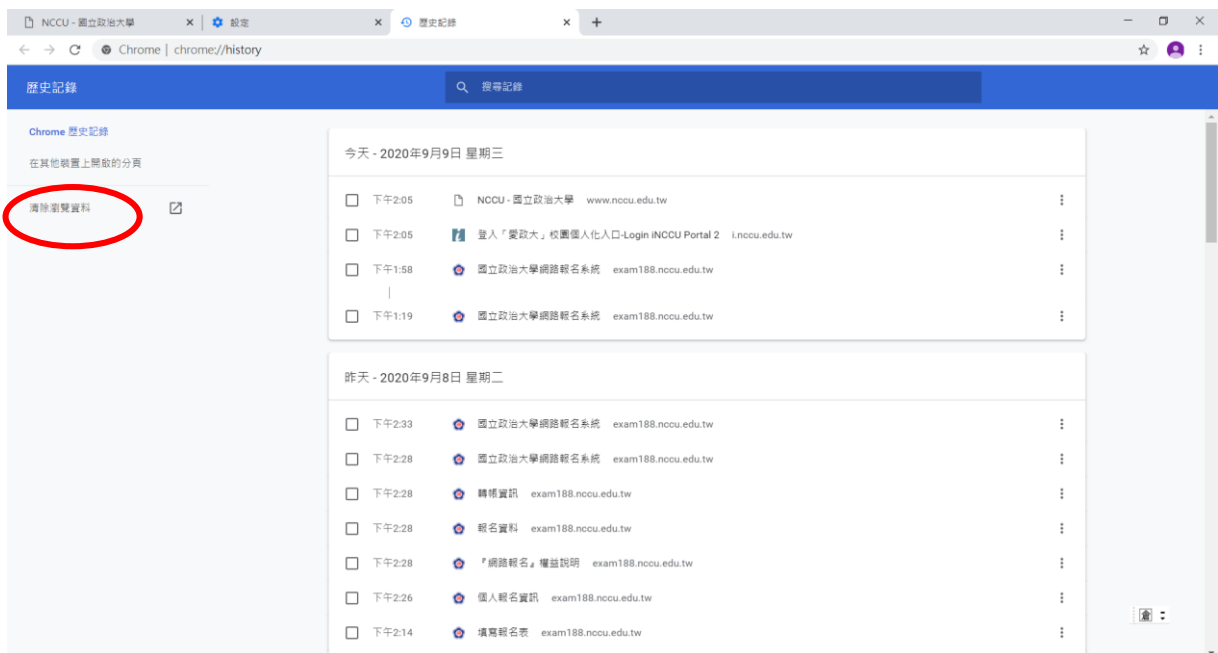 NCCU - 國立政治大學
設定
歷史記錄
Chrome | chrome://history
歷史記錄
搜尋記錄
Chrome 歷史記錄
在其他裝置上開啟的分頁
清除瀏覽資料
今天 - 2020年9月9日 星期三
下午2:05 NCCU - 國立政治大學 www.nccu.edu.tw
下午2:05 登入「愛政大」校園個人化入口-Login iNCCU Portal 2 i.nccu.edu.tw
下午1:58 國立政治大學網路報名系統 exam188.nccu.edu.tw
下午1:19 國立政治大學網路報名系統 exam188.nccu.edu.tw
昨天 - 2020年9月8日 星期二
下午2:33 國立政治大學網路報名系統 exam188.nccu.edu.tw
下午2:28 國立政治大學網路報名系統 exam188.nccu.edu.tw
下午2:28 轉帳資訊 exam188.nccu.edu.tw
下午2:28 報名資料 exam188.nccu.edu.tw
下午2:28 『網路報名』權益說明 exam188.nccu.edu.tw
下午2:26 個人報名資訊 exam188.nccu.edu.tw
下午2:14 填寫報名表 exam188.nccu.edu.tw
倉